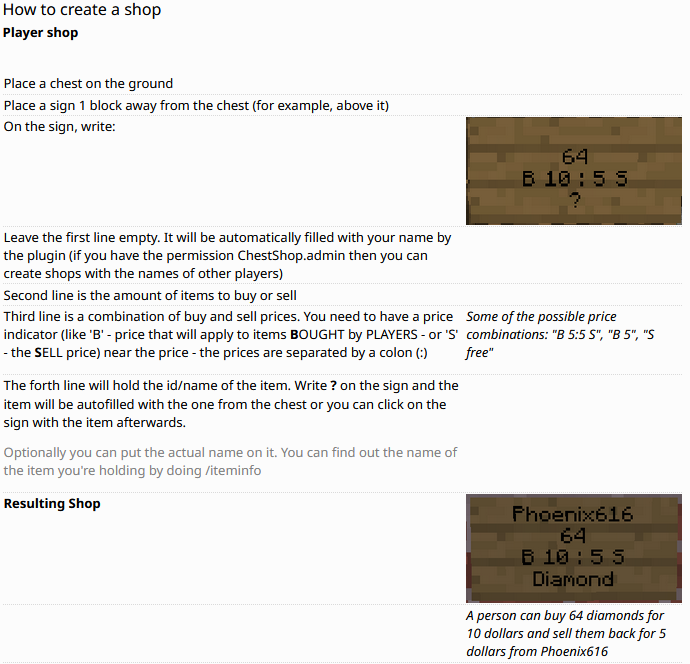 How to create a shop
Player shop
Place a chest on the ground
Place a sign 1 block away from the chest (for example, above it)
On the sign, write:
64
B 10 : 5 S
?
Leave the first line empty. It will be automatically filled with your name by
the plugin (if you have the permission ChestShop.admin then you can
create shops with the names of other players)
Second line is the amount of items to buy or sell
Third line is a combination of buy and sell prices. You need to have a price
indicator (like 'B' - price that will apply to items BOUGHT by PLAYERS - or 'S'
- the SELL price) near the price - the prices are separated by a colon (:)
Some of the possible price
combinations: "B 5:5 S", "B 5", "S
free"
The forth line will hold the id/name of the item. Write ? on the sign and the
item will be autofilled with the one from the chest or you can click on the
sign with the item afterwards.
Optionally you can put the actual name on it. You can find out the name of
the item you're holding by doing /iteminfo
Resulting Shop
Phoenix616
64
B 10 : 5 S
Diamond
A person can buy 64 diamonds for
10 dollars and sell them back for 5
dollars from Phoenix616